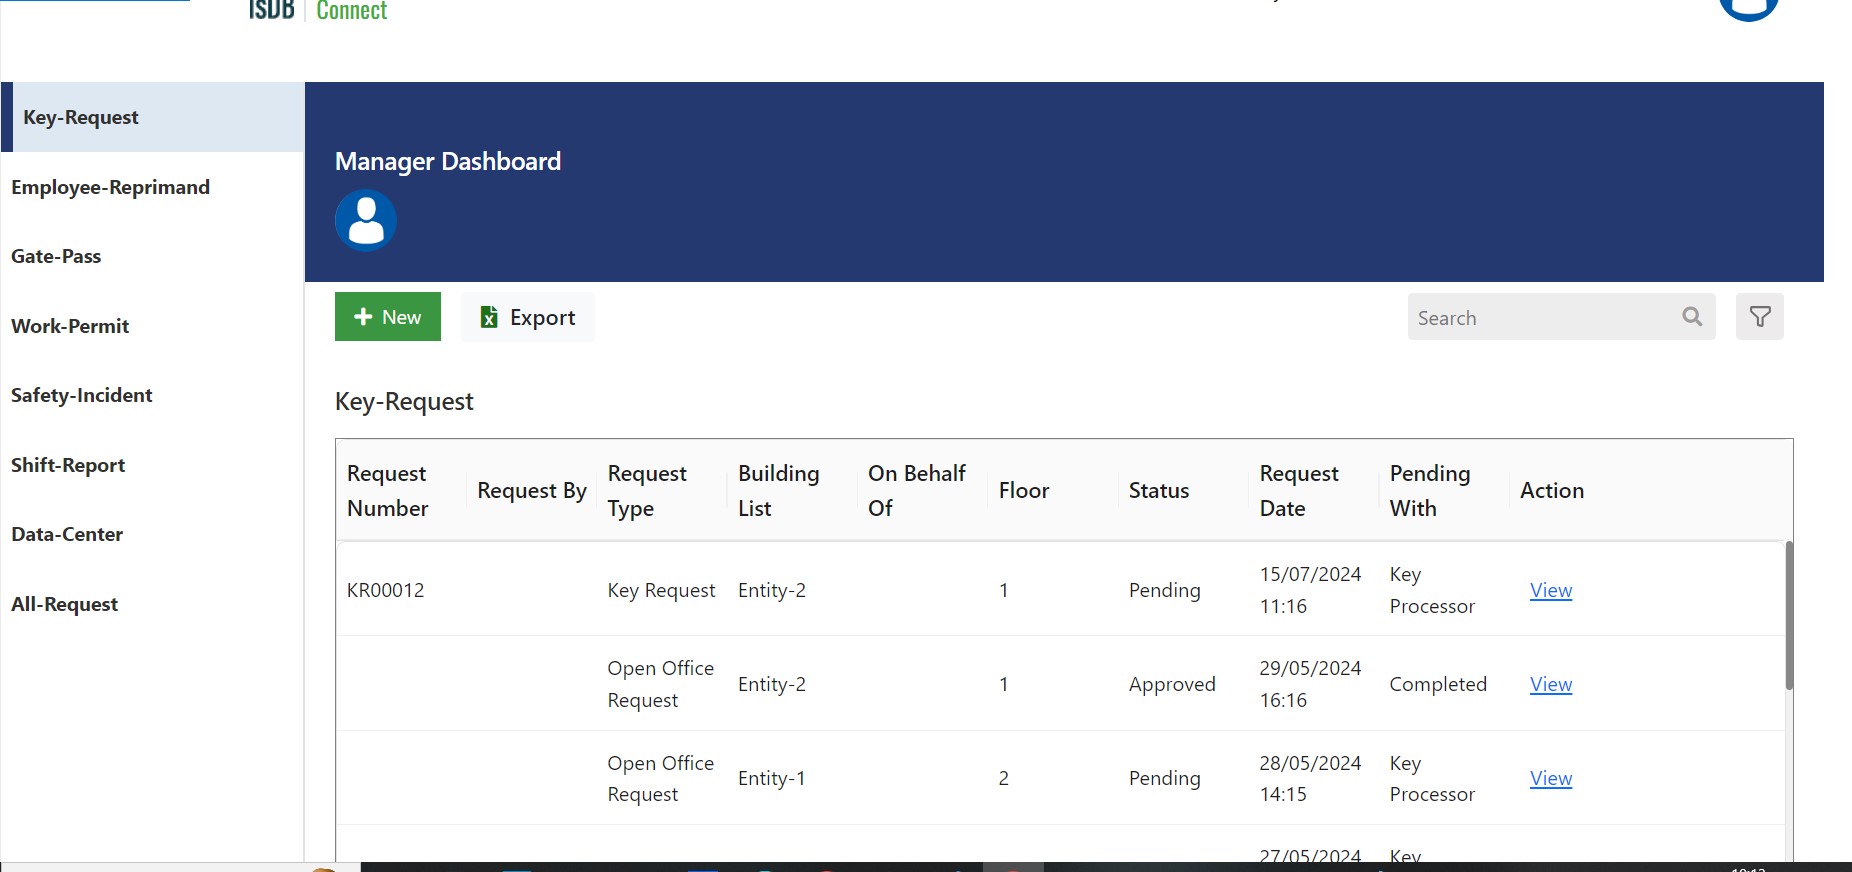 ISDB Connect
Key-Request
Employee-Reprimand
Gate-Pass
Work-Permit
Safety-Incident
Shift-Report
Data-Center
All-Request
Manager Dashboard
New
Export
Search
Key-Request
Request Number
Request By
Request Type
Building List
On Behalf Of
Floor
Status
Request Date
Pending With
Action
KR00012 Key Request Entity-2 1 Pending 15/07/2024 11:16 Key Processor View
Open Office Request Entity-2 1 Approved 29/05/2024 16:16 Completed View
Open Office Request Entity-1 2 Pending 28/05/2024 14:15 Key Processor View
27/05/2024 Key